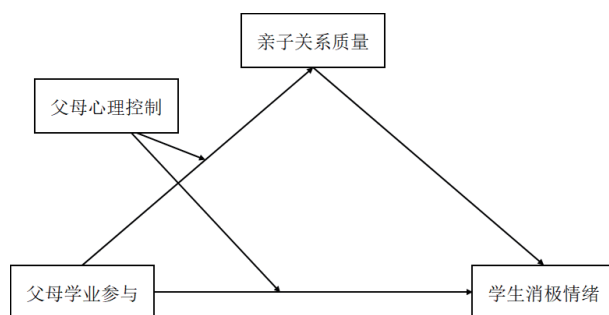 亲子关系质量
父母心理控制
父母学业参与
学生消极情绪